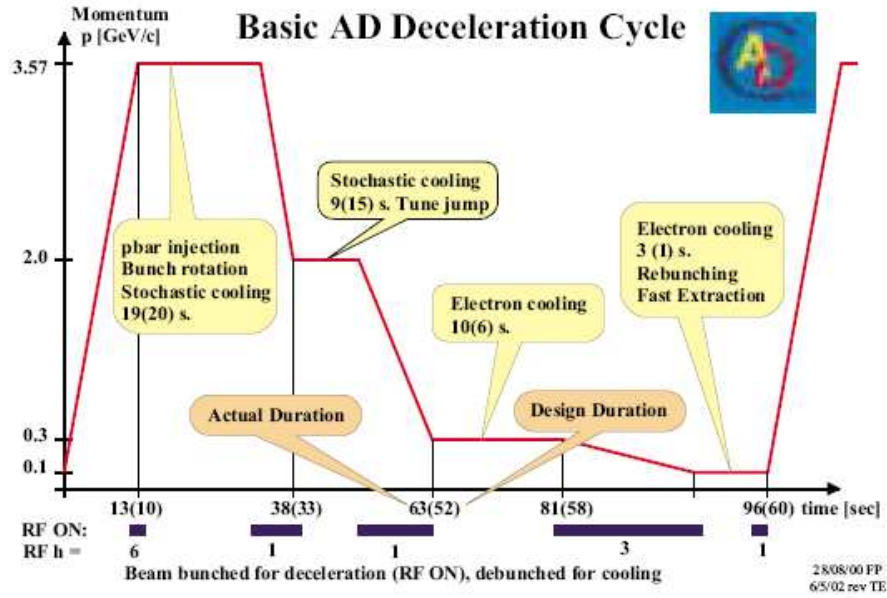 Momentum
p [GeV/c]
Basic AD Deceleration Cycle
AD
3.57
Stochastic cooling
9(15) s. Tune jump
pbar injection
Bunch rotation
Stochastic cooling
19(20) s.
Electron cooling
3 (1) s.
Rebunching
Fast Extraction
2.0
Electron cooling
10(6) s.
Actual Duration
Design Duration
0.3
0.1
13(10) 38(33) 63(52) 81(58) 96(60) time [sec]
RF ON:
RF h = 6 1 1 3 1
Beam bunched for deceleration (RF ON), debunched for cooling
28/08/00 FP
6/5/02 rev TE